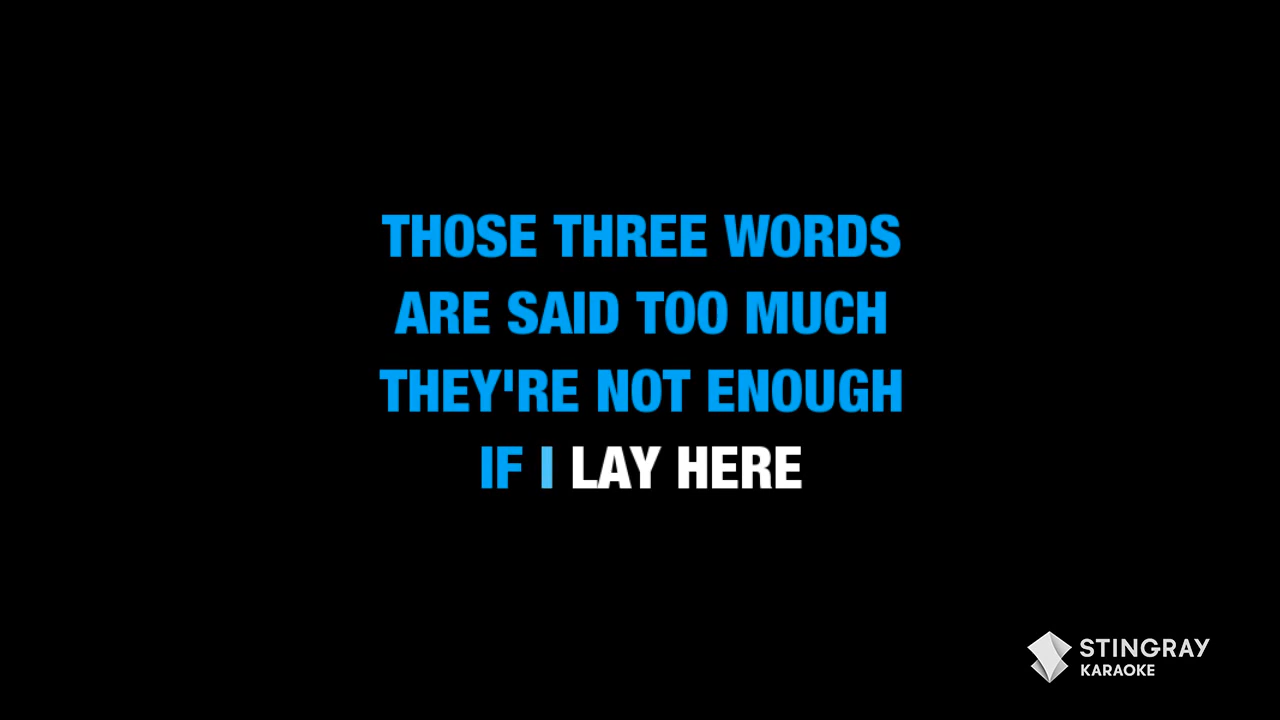 THOSE THREE WORDS
ARE SAID TOO MUCH
THEY'RE NOT ENOUGH
IF I LAY HERE
STINGRAY
KARAOKE